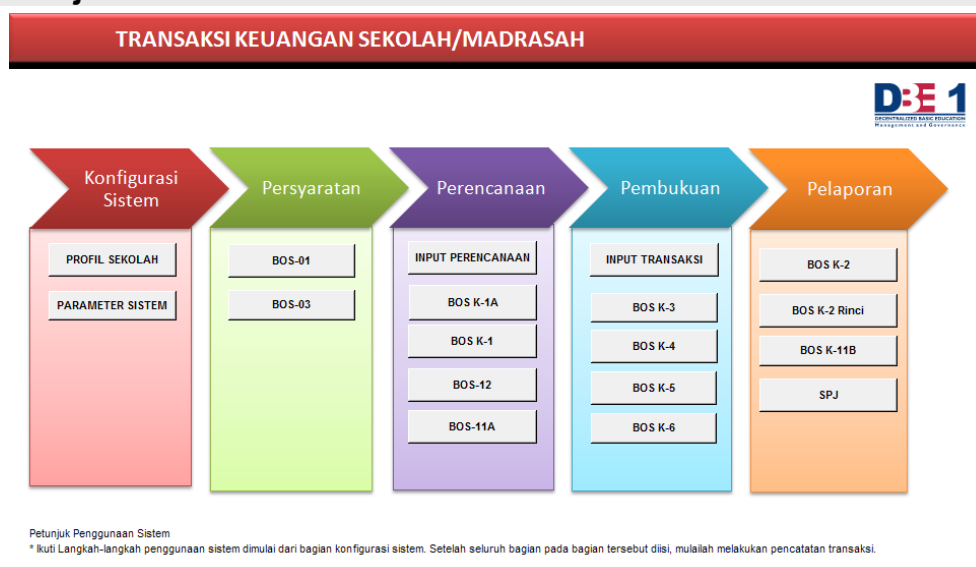 TRANSAKSI KEUANGAN SEKOLAH/MADRASAH
DBE 1
DECENTRALIZED BASIC EDUCATION
Management and Governance
Konfigurasi
Sistem
PROFIL SEKOLAH
PARAMETER SISTEM
Persyaratan
BOS-01
BOS-03
Perencanaan
INPUT PERENCANAAN
BOS K-1A
BOS K-1
BOS-12
BOS-11A
Pembukuan
INPUT TRANSAKSI
BOS K-3
BOS K-4
BOS K-5
BOS K-6
Pelaporan
BOS K-2
BOS K-2 Rinci
BOS K-11B
SPJ
Petunjuk Penggunaan Sistem
* Ikuti Langkah-langkah penggunaan sistem dimulai dari bagian konfigurasi sistem. Setelah seluruh bagian pada bagian tersebut diisi, mulailah melakukan pencatatan transaksi.